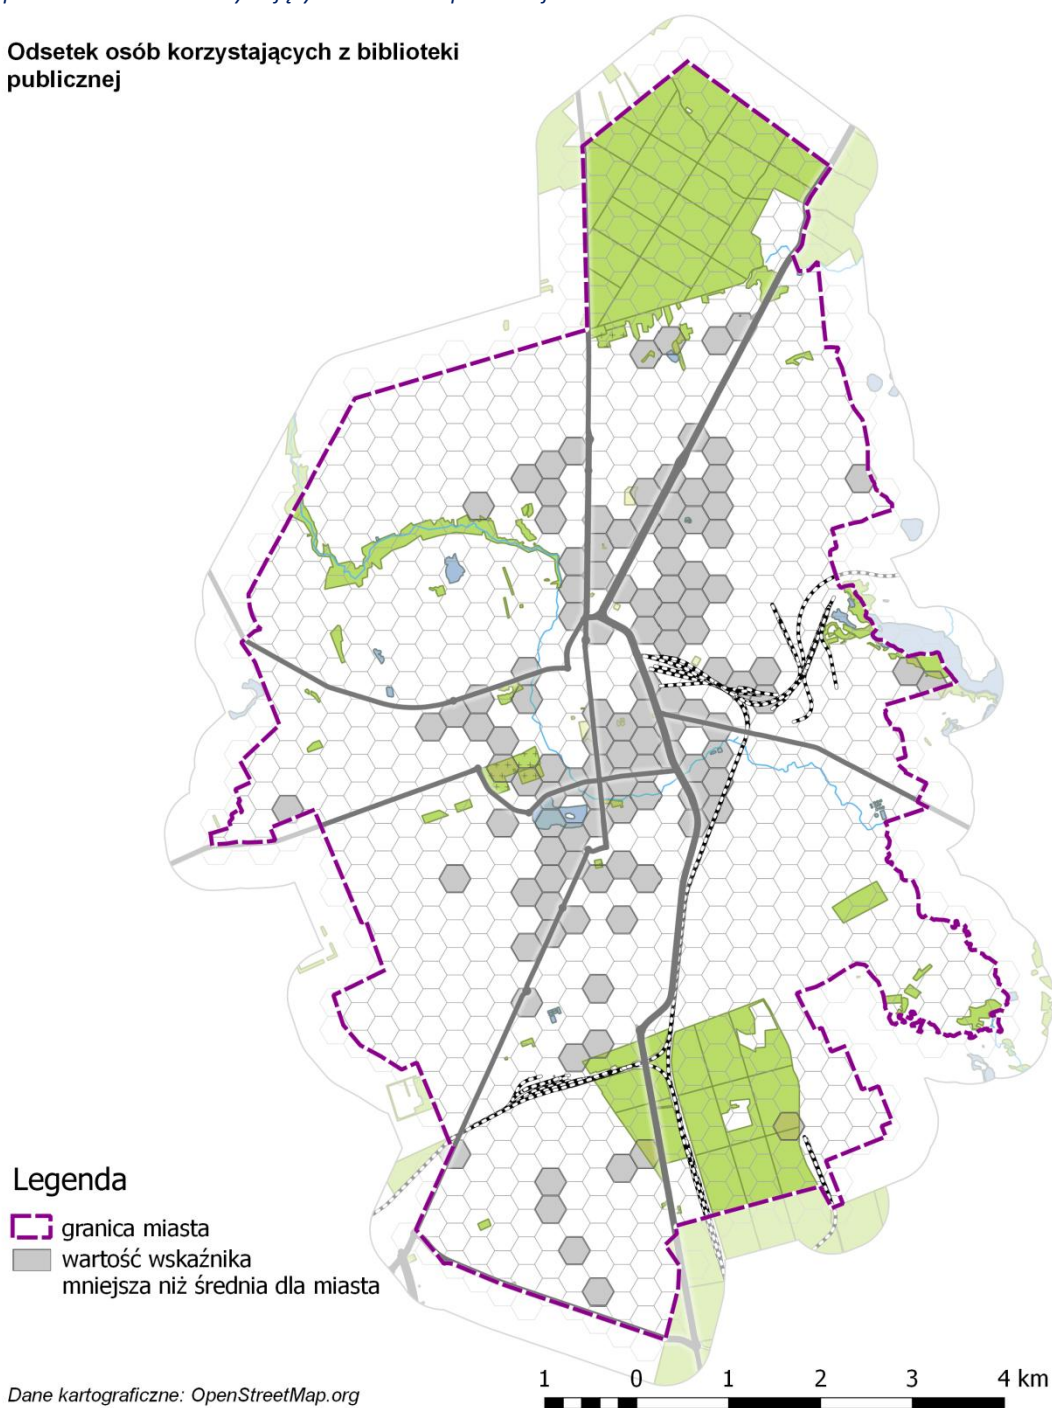 Odsetek osób korzystających z biblioteki
publicznej
Legenda
granica miasta
wartość wskaźnika
mniejsza niż średnia dla miasta
Dane kartograficzne: OpenStreetMap.org
1 0 1 2 3 4 km